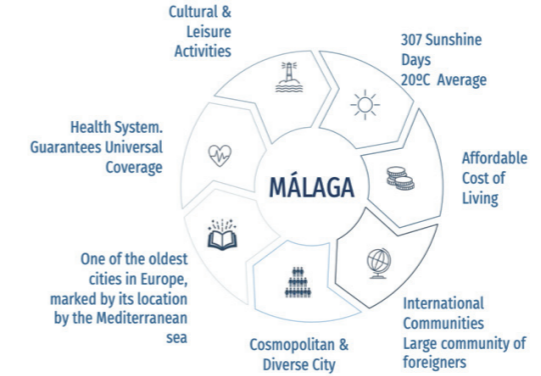 Cultural &
Leisure
Activities
307 Sunshine
Days
20ºC Average
Health System.
Guarantees Universal
Coverage
MÁLAGA
Affordable
Cost of
Living
One of the oldest
cities in Europe,
marked by its location
by the Mediterranean
sea
International
Communities
Large community of
foreigners
Cosmopolitan &
Diverse City